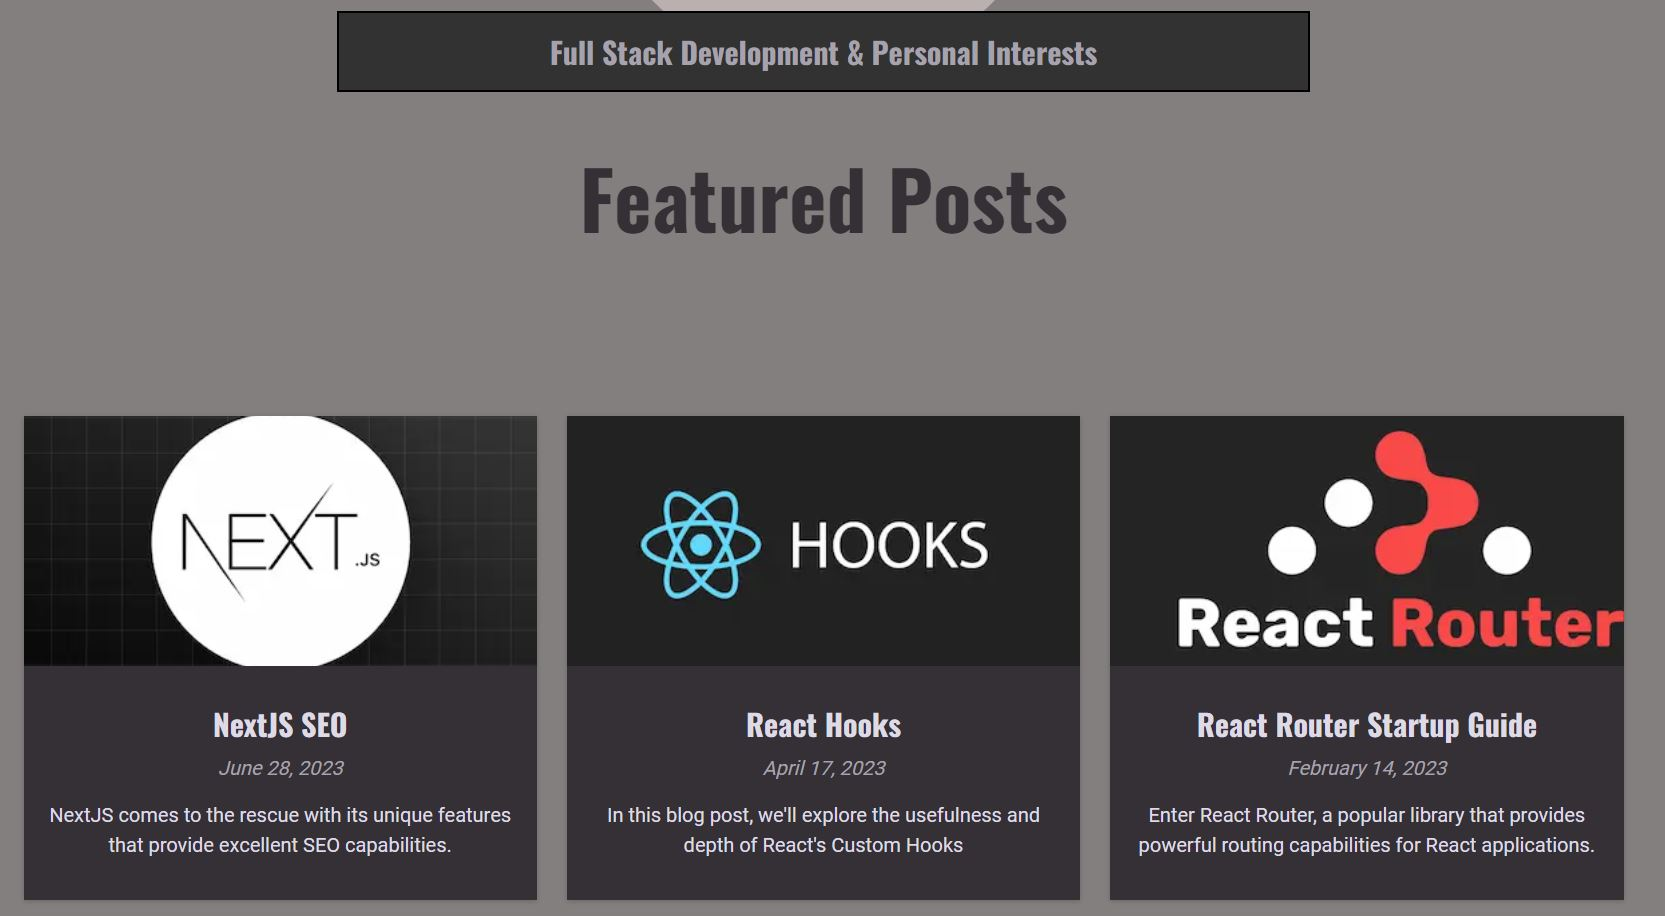 Full Stack Development & Personal Interests
Featured Posts
NEXT.JS
HOOKS
React Router
NextJS SEO
June 28, 2023
NextJS comes to the rescue with its unique features
that provide excellent SEO capabilities.
React Hooks
April 17, 2023
In this blog post, we'll explore the usefulness and
depth of React's Custom Hooks
React Router Startup Guide
February 14, 2023
Enter React Router, a popular library that provides
powerful routing capabilities for React applications.